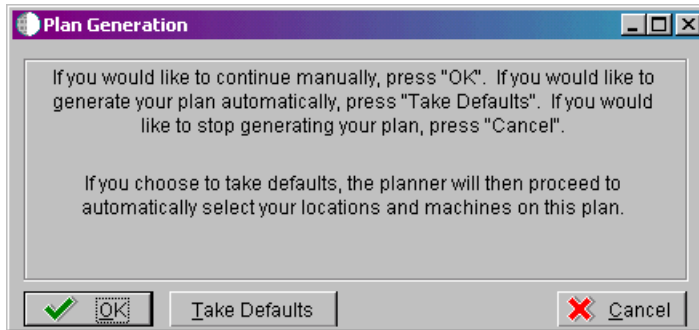 Plan Generation
If you would like to continue manually, press "OK". If you would like to
generate your plan automatically, press "Take Defaults". If you would
like to stop generating your plan, press "Cancel".
If you choose to take defaults, the planner will then proceed to
automatically select your locations and machines on this plan.
OK Take Defaults Cancel